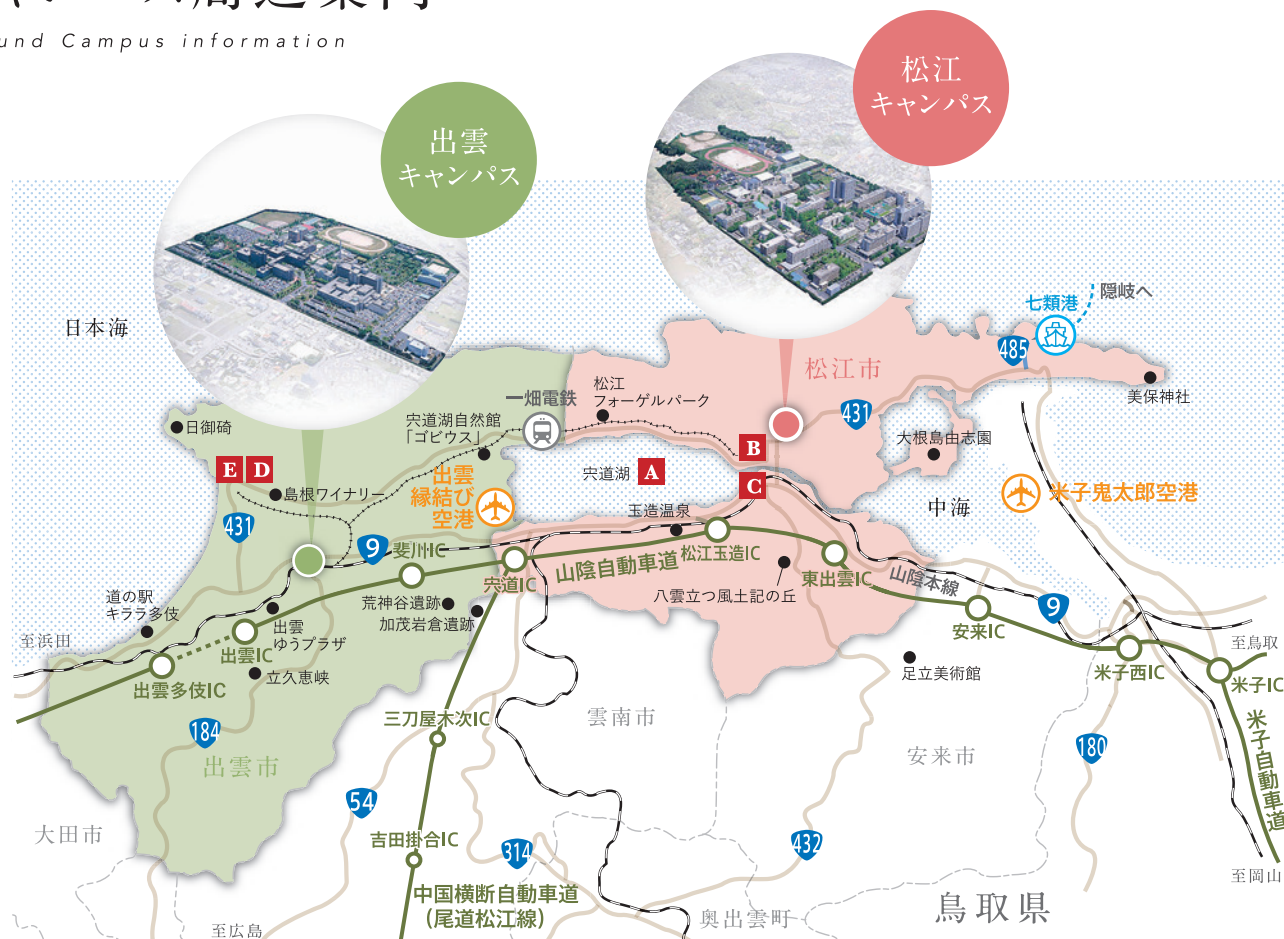 und Campus information
出雲
キャンパス
松江
キャンパス
日本海
七類港
隠岐へ
485
松江市
美保神社
一畑電鉄
松江
フォーゲルパーク
431
宍道湖自然館
「ゴビウス」
日御碕
大根島由志園
B
E D
宍道湖
A
C
島根ワイナリー
出雲
縁結び
空港
米子鬼太郎空港
中海
玉造温泉
431
9
斐川IC
宍道IC
山陰自動車道
松江玉造IC
東出雲IC
山陰本線
八雲立つ風土記の丘
道の駅
キララ多伎
荒神谷遺跡
加茂岩倉遺跡
9
至浜田
出雲
ゆうプラザ
出雲IC
安来IC
至鳥取
立久恵峡
足立美術館
米子西IC
米子IC
出雲多伎IC
三刀屋木次IC
雲南市
184
出雲市
安来市
180
米子自動車道
54
大田市
吉田掛合IC
314
432
至岡山
中国横断自動車道
（尾道松江線）
奥出雲町
鳥取県
至広島